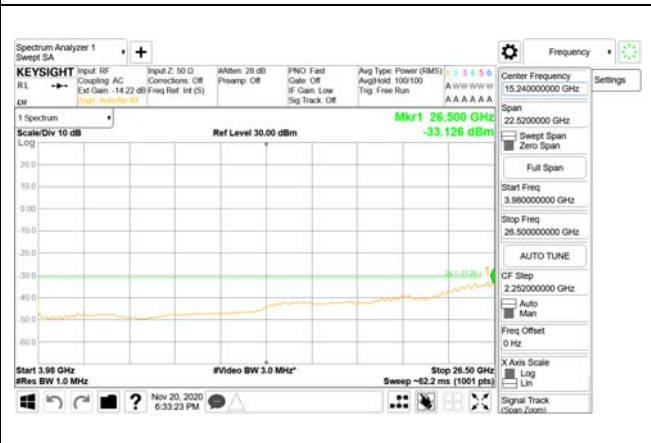 Spectrum Analyzer 1
Swept SA
Frequency
KEYSIGHT
Input: RF
Coupling: AC
Ext Gain: -14.22 dB
Align: Auto/No RF
RL
Input Z: 50 Ω
Corrections: Off
Freq Ref: Int (S)
#Atten: 28 dB
Preamp: Off
PNO: Fast
Gate: Off
IF Gain: Low
Sig Track: Off
Avg Type: Power (RMS)
Avg|Hold: 100/100
Trig: Free Run
1 2 3 4 5 6
A W W W W W
A A A A A A
1 Spectrum
Scale/Div 10 dB
Ref Level 30.00 dBm
Mkr1 26.500 GHz
-33.126 dBm
Log
20.0
10.0
0.00
-10.0
-20.0
-30.0
-40.0
-50.0
-60.0
1
Start 3.98 GHz
#Video BW 3.0 MHz*
Stop 26.50 GHz
#Res BW 1.0 MHz
Sweep ~62.2 ms (1001 pts)
Nov 20, 2020
6:33:23 PM
Center Frequency
15.240000000 GHz
Settings
Span
22.5200000 GHz
Swept Span
Zero Span
Full Span
Start Freq
3.980000000 GHz
Stop Freq
26.500000000 GHz
AUTO TUNE
CF Step
2.252000000 GHz
Auto
Man
Freq Offset
0 Hz
X Axis Scale
Log
Lin
Signal Track
(Span Zoom)